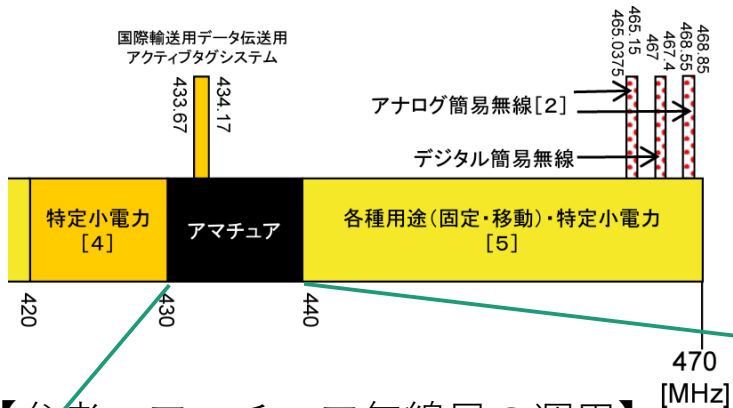 国際輸送用データ伝送用
アクティブタグシステム
433.67
434.17
465.0375
465.15
467
467.4
468.55
468.85
アナログ簡易無線[2]
デジタル簡易無線
特定小電力
[4]
アマチュア
各種用途(固定・移動)・特定小電力
[5]
420
430
440
470
[MHz]